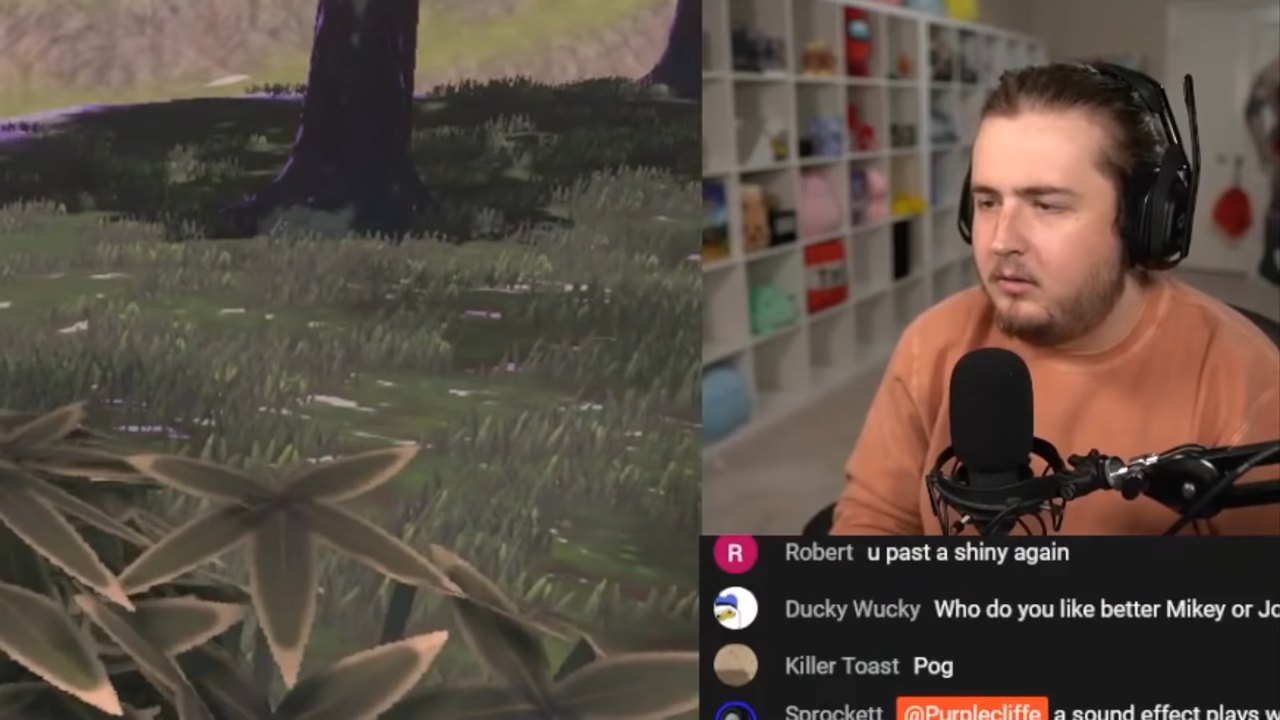 Robert u past a shiny again
Ducky Wucky Who do you like better Mikey or Jo
Killer Toast Pog
Sprockett @Purplecliffe a sound effect plays w